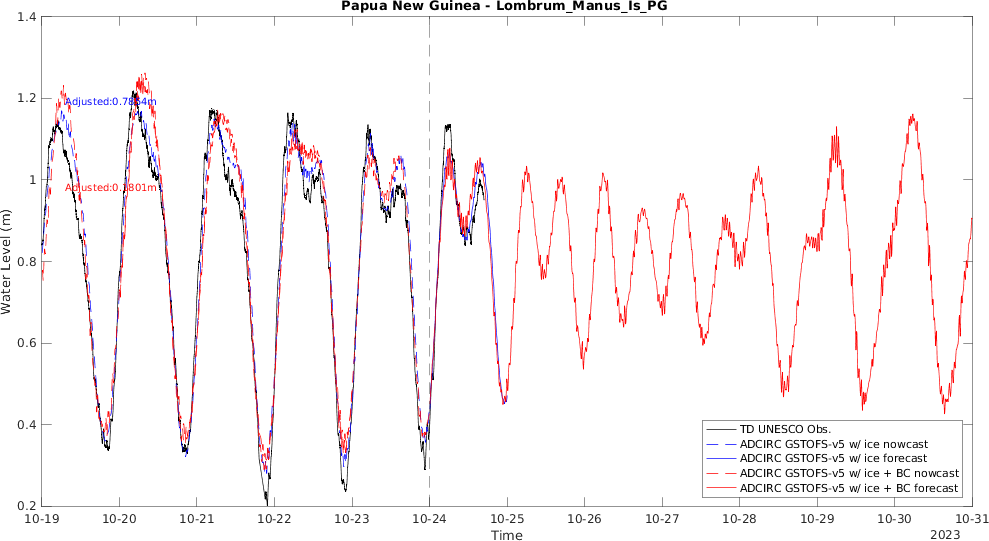 Papua New Guinea - Lombrum_Manus_Is_PG
1.4
1.2
1
0.8
0.6
0.4
0.2
Water Level (m)
Adjusted:0.7864m
Adjusted:0.1801m
TD UNESCO Obs.
ADCIRC GSTOFS-v5 w/ ice nowcast
ADCIRC GSTOFS-v5 w/ ice forecast
ADCIRC GSTOFS-v5 w/ ice + BC nowcast
ADCIRC GSTOFS-v5 w/ ice + BC forecast
10-19 10-20 10-21 10-22 10-23 10-24 10-25 10-26 10-27 10-28 10-29 10-30 10-31
Time
2023